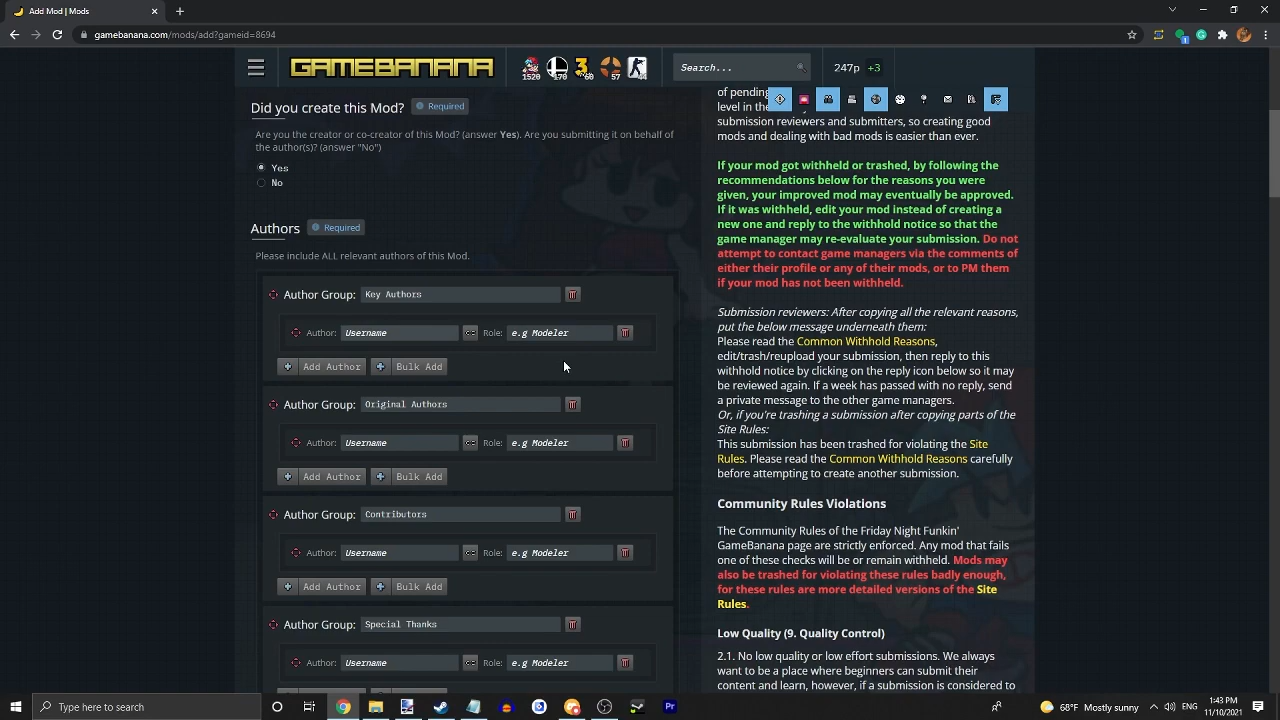 Add Mod | Mods
gamebanana.com/mods/add?gameid=8694
GAMEBANANA
Search...
247p +3
Did you create this Mod? Required
Are you the creator or co-creator of this Mod? (answer Yes). Are you submitting it on behalf of
the author(s)? (answer "No")
Yes
No
Authors Required
Please include ALL relevant authors of this Mod.
Author Group: Key Authors
Author: Username Role: e.g Modeler
Add Author Bulk Add
Author Group: Original Authors
Author: Username Role: e.g Modeler
Add Author Bulk Add
Author Group: Contributors
Author: Username Role: e.g Modeler
Add Author Bulk Add
Author Group: Special Thanks
Author: Username Role: e.g Modeler
of pending
level in the
submission reviewers and submitters, so creating good
mods and dealing with bad mods is easier than ever.
If your mod got withheld or trashed, by following the
recommendations below for the reasons you were
given, your improved mod may eventually be approved.
If it was withheld, edit your mod instead of creating a
new one and reply to the withhold notice so that the
game manager may re-evaluate your submission. Do not
attempt to contact game managers via the comments of
either their profile or any of their mods, or to PM them
if your mod has not been withheld.
Submission reviewers: After copying all the relevant reasons,
put the below message underneath them:
Please read the Common Withhold Reasons,
edit/trash/reupload your submission, then reply to this
withhold notice by clicking on the reply icon below so it may
be reviewed again. If a week has passed with no reply, send
a private message to the other game managers.
Or, if you're trashing a submission after copying parts of the
Site Rules:
This submission has been trashed for violating the Site
Rules. Please read the Common Withhold Reasons carefully
before attempting to create another submission.
Community Rules Violations
The Community Rules of the Friday Night Funkin'
GameBanana page are strictly enforced. Any mod that fails
one of these checks will be or remain withheld. Mods may
also be trashed for violating these rules badly enough,
for these rules are more detailed versions of the Site
Rules.
Low Quality (9. Quality Control)
2.1. No low quality or low effort submissions. We always
want to be a place where beginners can submit their
content and learn, however, if a submission is considered to
Type here to search
Pr
68°F Mostly sunny
ENG
1:43 PM
11/10/2021